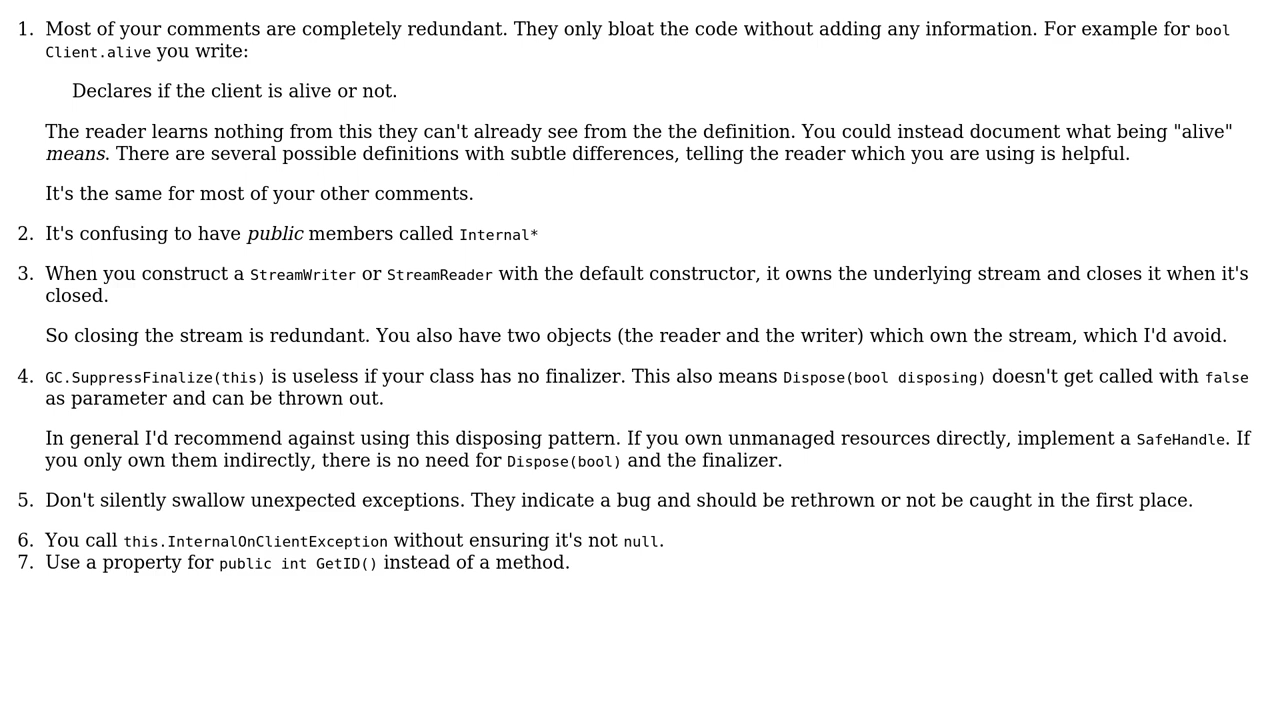 1. Most of your comments are completely redundant. They only bloat the code without adding any information. For example for bool
Client.alive you write:
Declares if the client is alive or not.
The reader learns nothing from this they can't already see from the the definition. You could instead document what being "alive"
means. There are several possible definitions with subtle differences, telling the reader which you are using is helpful.
It's the same for most of your other comments.
2. It's confusing to have public members called Internal*
3. When you construct a StreamWriter or StreamReader with the default constructor, it owns the underlying stream and closes it when it's
closed.
So closing the stream is redundant. You also have two objects (the reader and the writer) which own the stream, which I'd avoid.
4. GC.SuppressFinalize(this) is useless if your class has no finalizer. This also means Dispose(bool disposing) doesn't get called with false
as parameter and can be thrown out.
In general I'd recommend against using this disposing pattern. If you own unmanaged resources directly, implement a SafeHandle. If
you only own them indirectly, there is no need for Dispose(bool) and the finalizer.
5. Don't silently swallow unexpected exceptions. They indicate a bug and should be rethrown or not be caught in the first place.
6. You call this.InternalOnClientException without ensuring it's not null.
7. Use a property for public int GetID() instead of a method.